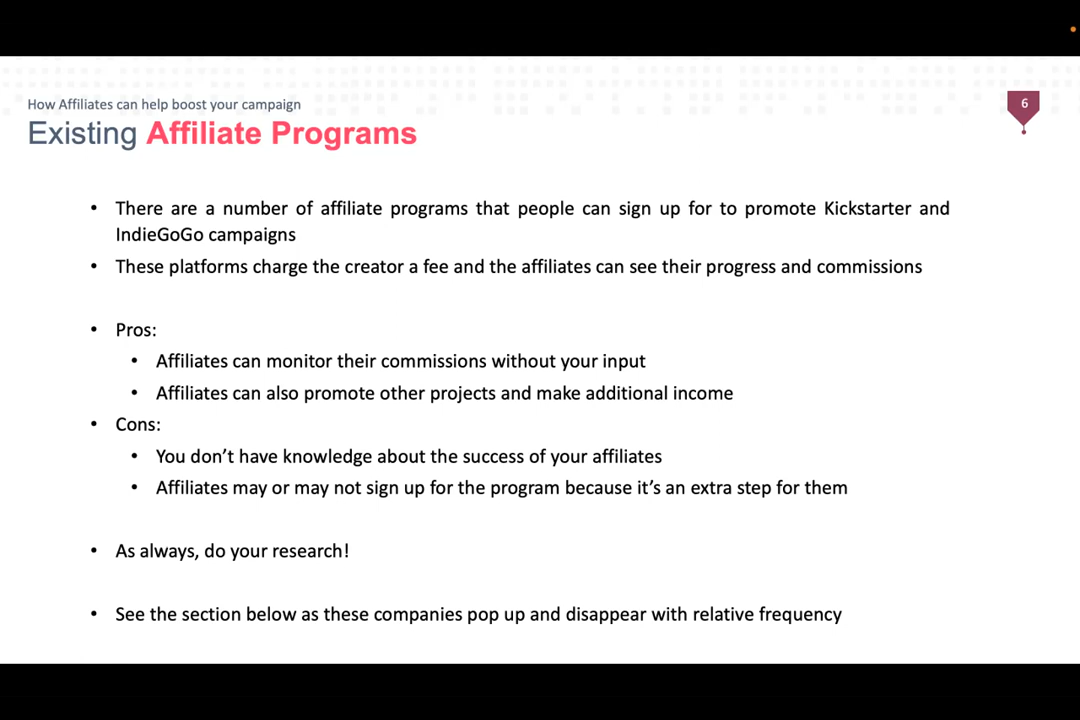 How Affiliates can help boost your campaign
6
Existing Affiliate Programs
• There are a number of affiliate programs that people can sign up for to promote Kickstarter and
IndieGoGo campaigns
• These platforms charge the creator a fee and the affiliates can see their progress and commissions
• Pros:
• Affiliates can monitor their commissions without your input
• Affiliates can also promote other projects and make additional income
• Cons:
• You don’t have knowledge about the success of your affiliates
• Affiliates may or may not sign up for the program because it’s an extra step for them
• As always, do your research!
• See the section below as these companies pop up and disappear with relative frequency